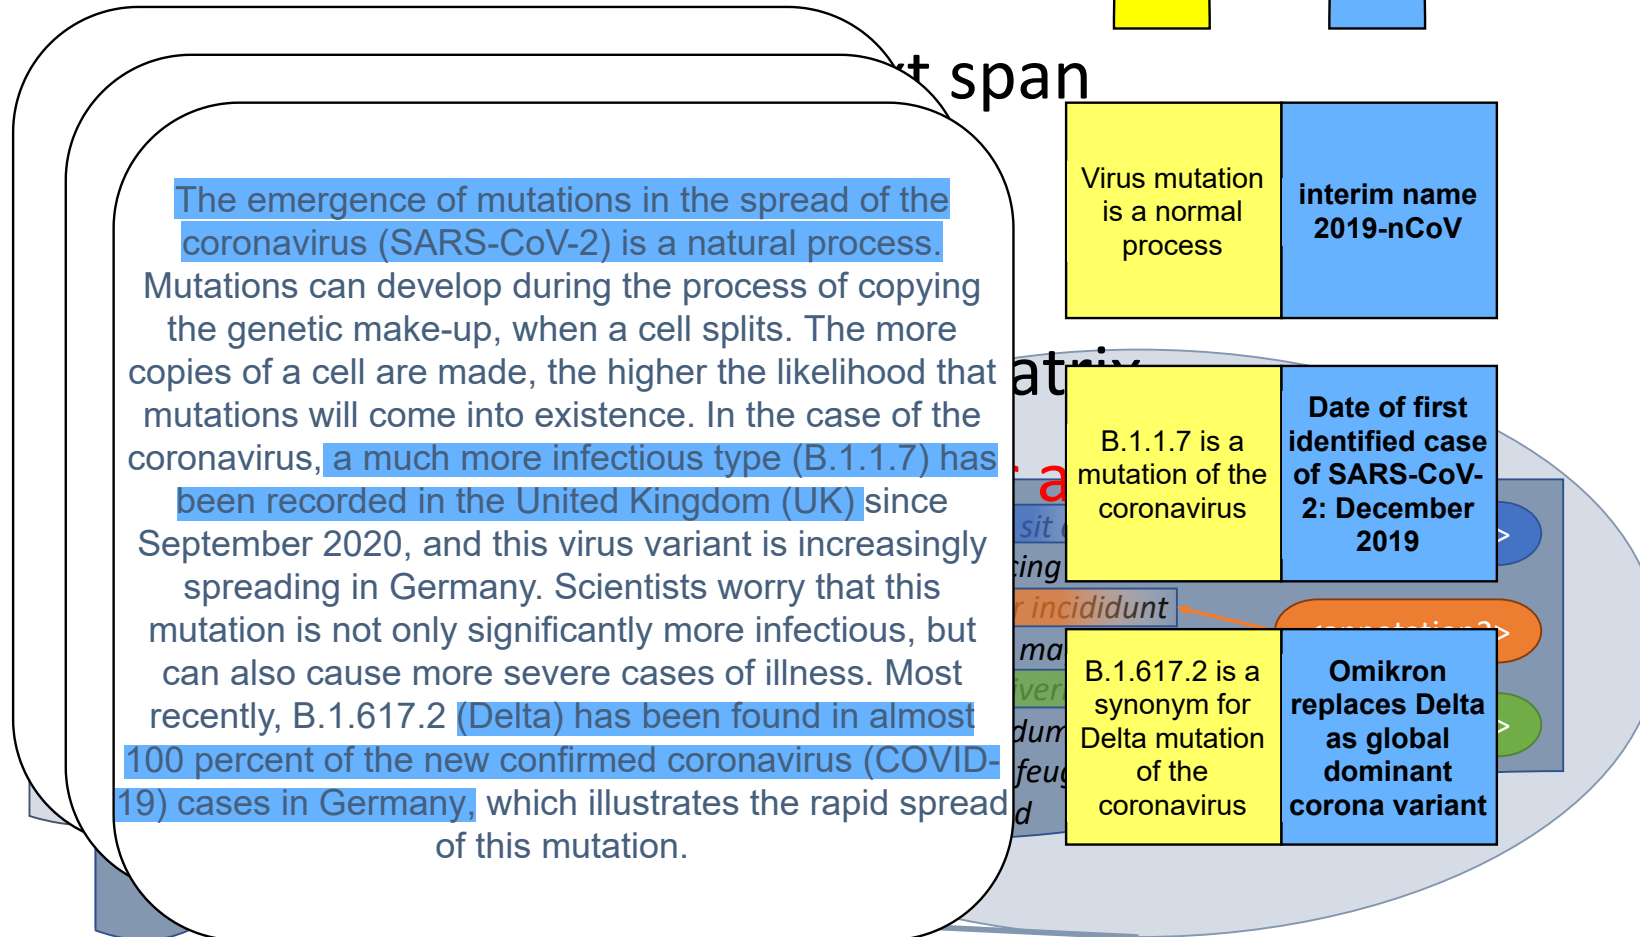 span
The emergence of mutations in the spread of the
coronavirus (SARS-CoV-2) is a natural process.
Mutations can develop during the process of copying
the genetic make-up, when a cell splits. The more
copies of a cell are made, the higher the likelihood that
mutations will come into existence. In the case of the
coronavirus, a much more infectious type (B.1.1.7) has
been recorded in the United Kingdom (UK) since
September 2020, and this virus variant is increasingly
spreading in Germany. Scientists worry that this
mutation is not only significantly more infectious, but
can also cause more severe cases of illness. Most
recently, B.1.617.2 (Delta) has been found in almost
100 percent of the new confirmed coronavirus (COVID-
19) cases in Germany, which illustrates the rapid spread
of this mutation.
Virus mutation
is a normal
process
interim name
2019-nCoV
B.1.1.7 is a
mutation of the
coronavirus
Date of first
identified case
of SARS-CoV-
2: December
2019
sit
incididunt
B.1.617.2 is a
synonym for
Delta mutation
of the
coronavirus
Omikron
replaces Delta
as global
dominant
corona variant